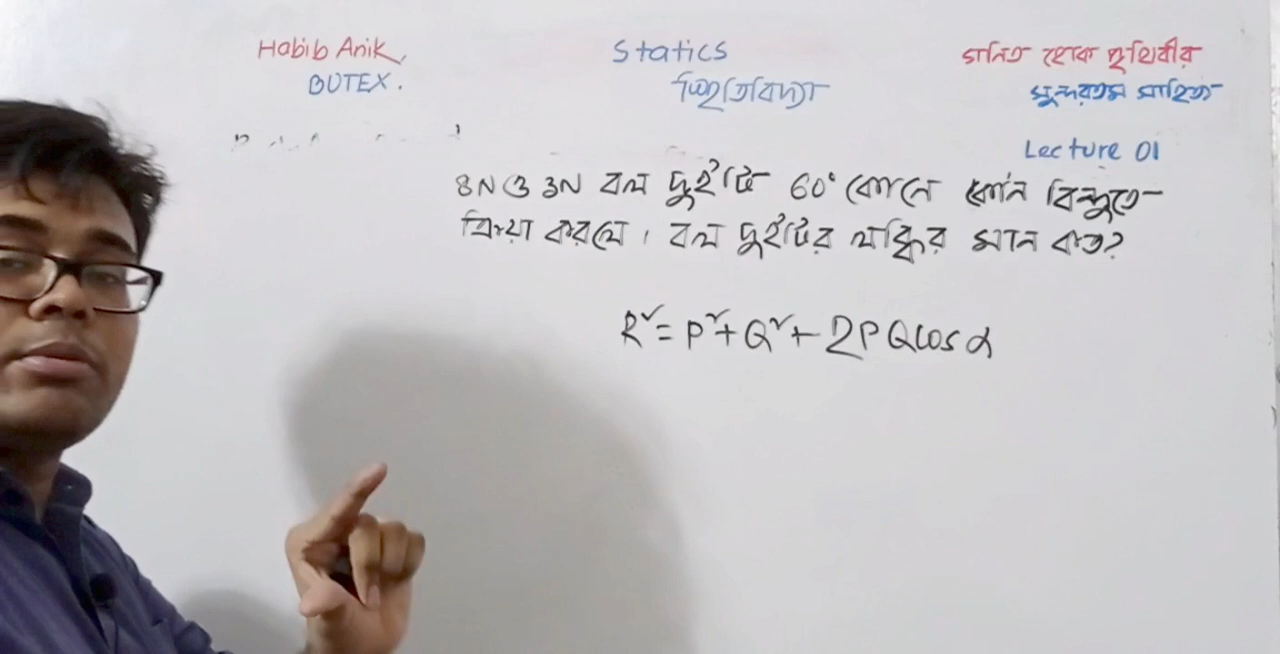 Habib Anik,
BUTEX.
Statics
স্থিতিবিদ্যা
গনিত হোক পৃথিবীর
সুন্দরতম সাহিত্য
Lecture 01
8N ও 3N বল দুইটি 60° কোনে কোন বিন্দুতে
ক্রিয়া করলে। বল দুইটির লব্ধির মান কত?
R² = P² + Q² + 2PQcosα